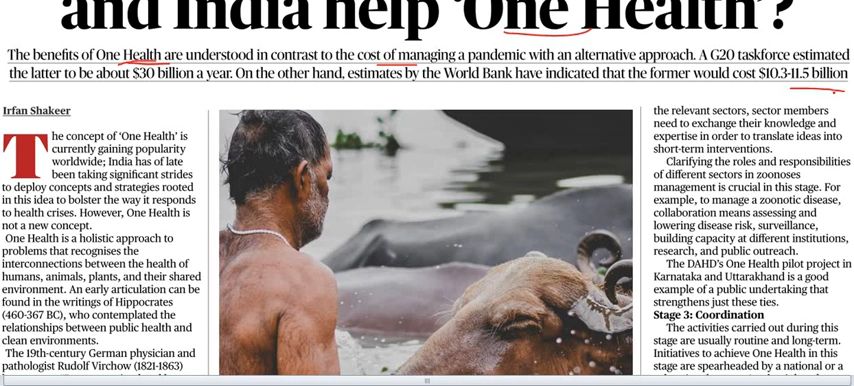 and India help ‘One Health’?
The benefits of One Health are understood in contrast to the cost of managing a pandemic with an alternative approach. A G20 taskforce estimated
the latter to be about $30 billion a year. On the other hand, estimates by the World Bank have indicated that the former would cost $10.3-11.5 billion
Irfan Shakeer
The concept of ‘One Health’ is
currently gaining popularity
worldwide; India has of late
been taking significant strides
to deploy concepts and strategies rooted
in this idea to bolster the way it responds
to health crises. However, One Health is
not a new concept.
One Health is a holistic approach to
problems that recognises the
interconnections between the health of
humans, animals, plants, and their shared
environment. An early articulation can be
found in the writings of Hippocrates
(460-367 BC), who contemplated the
relationships between public health and
clean environments.
The 19th-century German physician and
pathologist Rudolf Virchow (1821-1863)
the relevant sectors, sector members
need to exchange their knowledge and
expertise in order to translate ideas into
short-term interventions.
Clarifying the roles and responsibilities
of different sectors in zoonoses
management is crucial in this stage. For
example, to manage a zoonotic disease,
collaboration means assessing and
lowering disease risk, surveillance,
building capacity at different institutions,
research, and public outreach.
The DAHD’s One Health pilot project in
Karnataka and Uttarakhand is a good
example of a public undertaking that
strengthens just these ties.
Stage 3: Coordination
The activities carried out during this
stage are usually routine and long-term.
Initiatives to achieve One Health in this
stage are spearheaded by a national or a